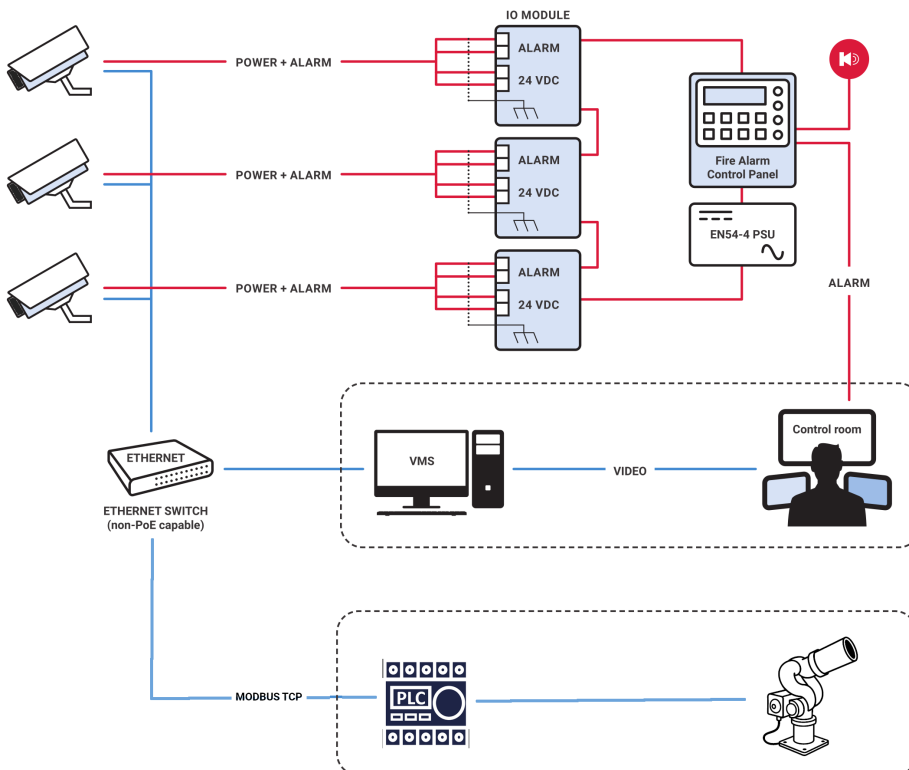 IO MODULE
ALARM
24 VDC
POWER + ALARM
ALARM
24 VDC
POWER + ALARM
ALARM
24 VDC
POWER + ALARM
Fire Alarm
Control Panel
EN54-4 PSU
ALARM
ETHERNET
ETHERNET SWITCH
(non-PoE capable)
VMS
VIDEO
Control room
MODBUS TCP
PLC